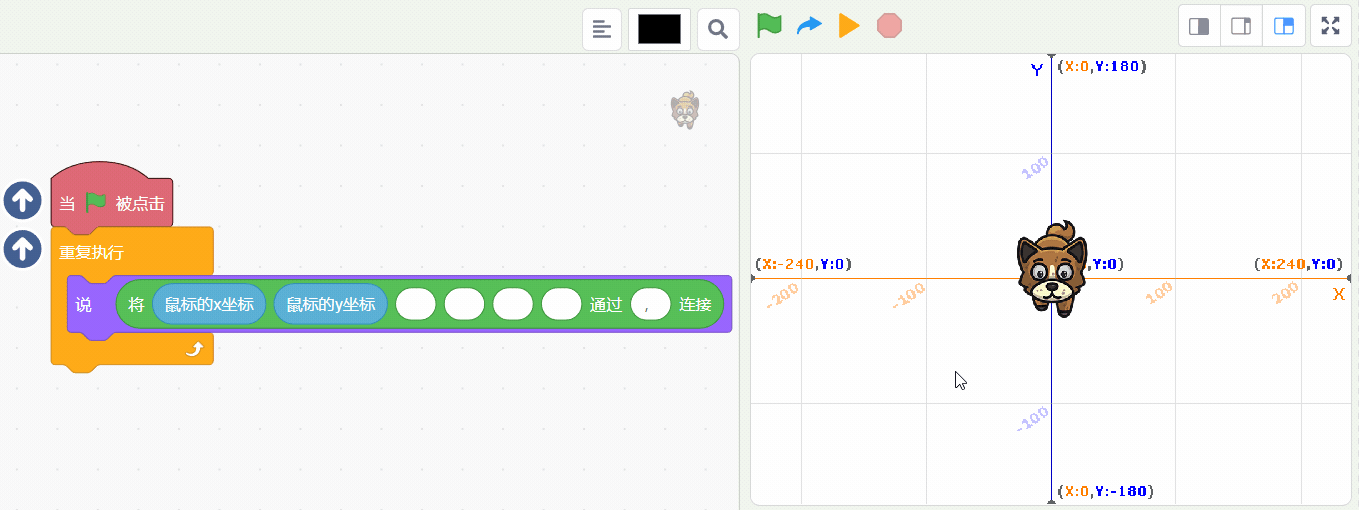 当 被点击
重复执行
说 将 鼠标的x坐标 鼠标的y坐标 通过 , 连接
Y (X:0,Y:180)
100
(X:-240,Y:0)
,Y:0)
(X:240,Y:0)
-200
-100
100
200
X
-100
(X:0,Y:-180)